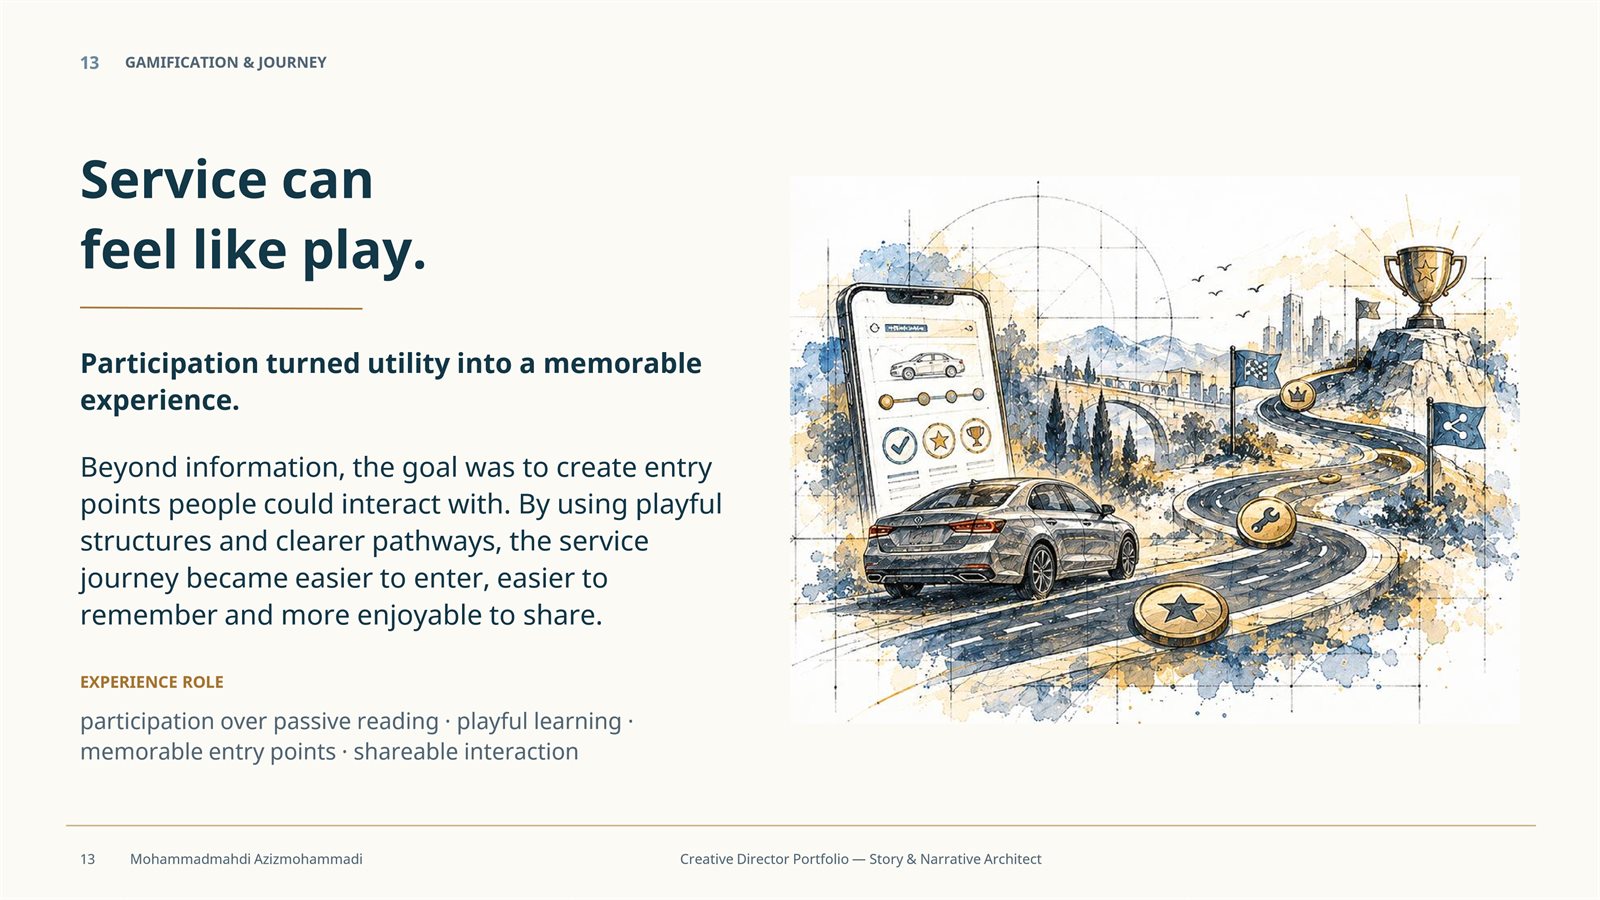 13 GAMIFICATION & JOURNEY
Service can
feel like play.
Participation turned utility into a memorable
experience.
Beyond information, the goal was to create entry
points people could interact with. By using playful
structures and clearer pathways, the service
journey became easier to enter, easier to
remember and more enjoyable to share.
EXPERIENCE ROLE
participation over passive reading · playful learning ·
memorable entry points · shareable interaction
13 Mohammadmahdi Azizmohammadi Creative Director Portfolio — Story & Narrative Architect